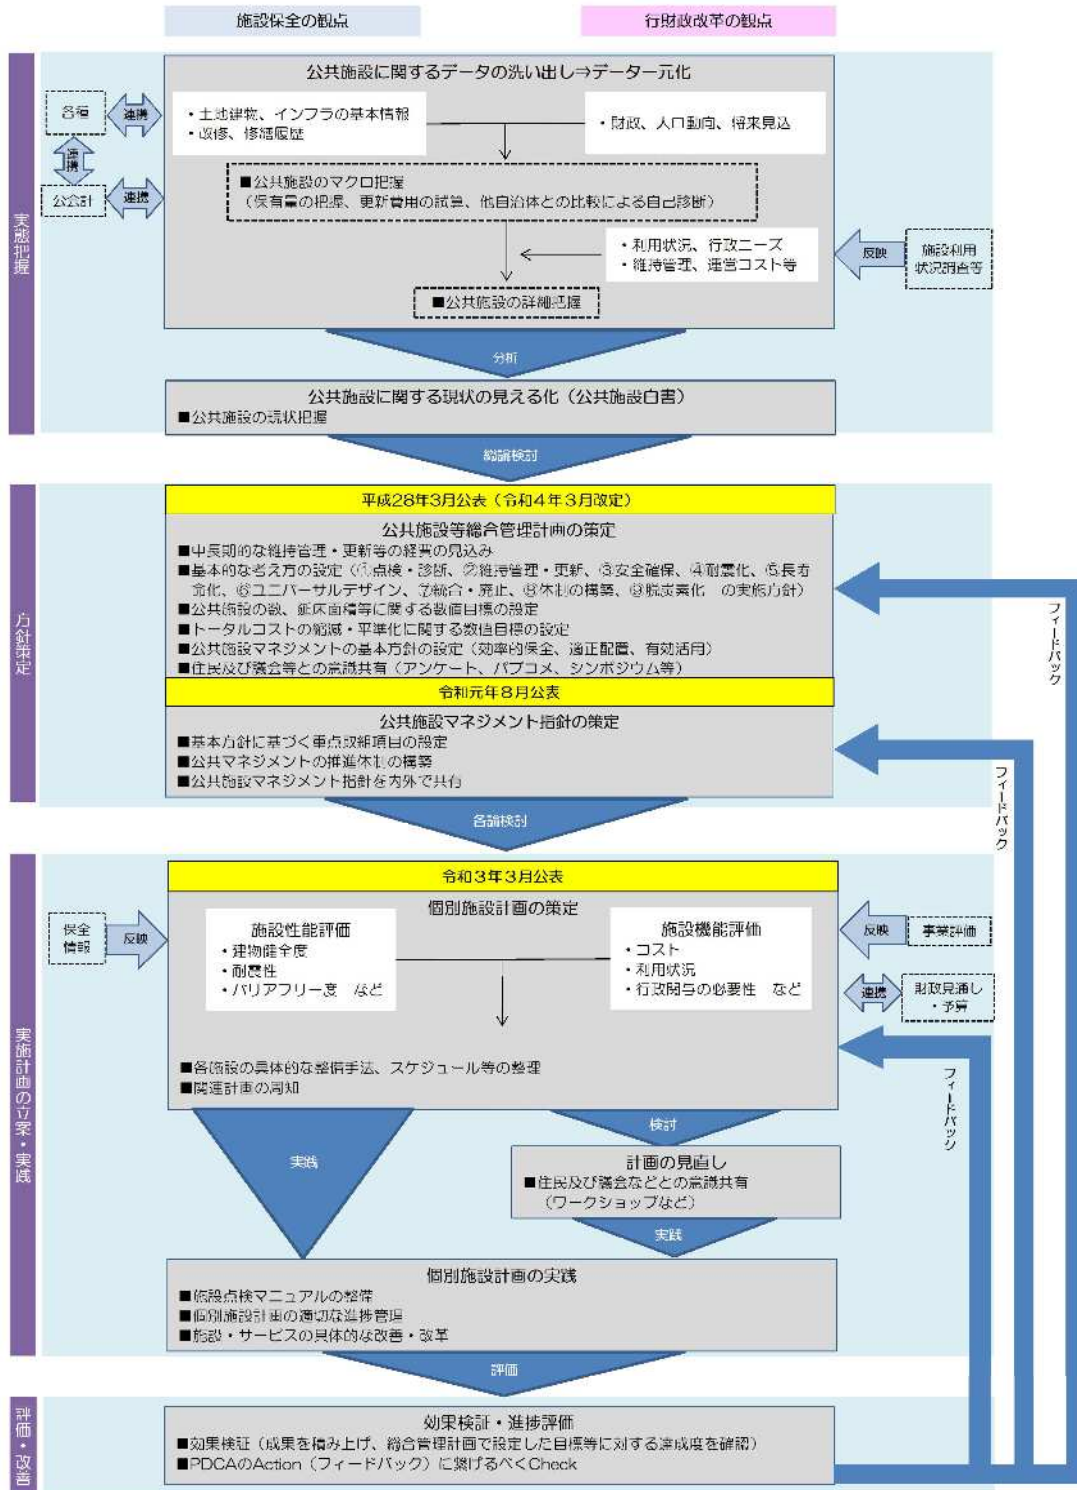 施設保全の観点
行財政改革の観点
実態把握
公共施設に関するデータの洗い出し⇒データ一元化
各種
連携
・土地建物、インフラの基本情報
・改修、修繕履歴
・財政、人口動向、将来見込
連携
公会計
連携
■公共施設のマクロ把握
(保有量の把握、更新費用の試算、他自治体との比較による自己診断)
・利用状況、行政ニーズ
・維持管理、運営コスト等
反映
施設利用
状況調査等
■公共施設の詳細把握
分析
公共施設に関する現状の見える化(公共施設白書)
■公共施設の現状把握
総論検討
方針策定
平成28年3月公表(令和4年3月改定)
公共施設等総合管理計画の策定
■中長期的な維持管理・更新等の経費の見込み
■基本的な考え方の設定(①点検・診断、②維持管理・更新、③安全確保、④耐震化、⑤長寿
命化、⑥ユニバーサルデザイン、⑦統合・廃止、⑧体制の構築、⑨脱炭素化 の実施方針)
■公共施設の数、延床面積等に関する数値目標の設定
■トータルコストの縮減・平準化に関する数値目標の設定
■公共施設マネジメントの基本方針の設定(効率的保全、適正配置、有効活用)
■住民及び議会等との意識共有(アンケート、パブコメ、シンポジウム等)
フィードバック
令和元年8月公表
公共施設マネジメント指針の策定
■基本方針に基づく重点取組項目の設定
■公共マネジメントの推進体制の構築
■公共施設マネジメント指針を内外で共有
フィードバック
各論検討
実施計画の立案・実践
令和3年3月公表
個別施設計画の策定
保全
情報
反映
施設性能評価
・建物健全度
・耐震性
・バリアフリー度 など
施設機能評価
・コスト
・利用状況
・行政関与の必要性 など
反映
事業評価
連携
財政見通し
・予算
■各施設の具体的な整備手法、スケジュール等の整理
■関連計画の周知
フィードバック
検討
実践
計画の見直し
■住民及び議会などとの意識共有
(ワークショップなど)
実践
個別施設計画の実践
■施設点検マニュアルの整備
■個別施設計画の適切な進捗管理
■施設・サービスの具体的な改善・改革
評価
評価・改善
効果検証・進捗評価
■効果検証(成果を積み上げ、総合管理計画で設定した目標等に対する達成度を確認)
■PDCAのAction(フィードバック)に繋げるべくCheck